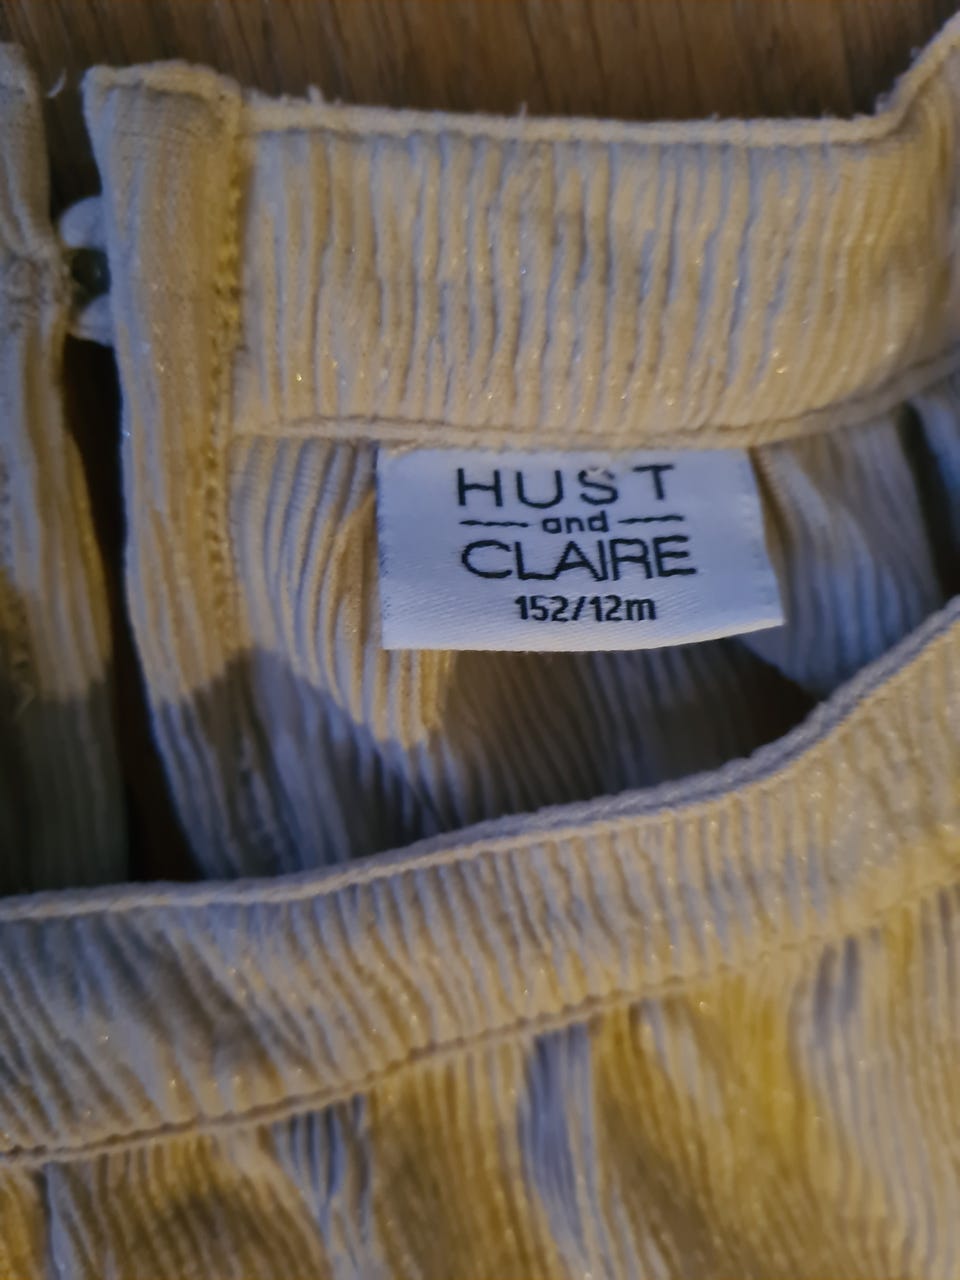 HUST
and
CLAIRE
152/12m